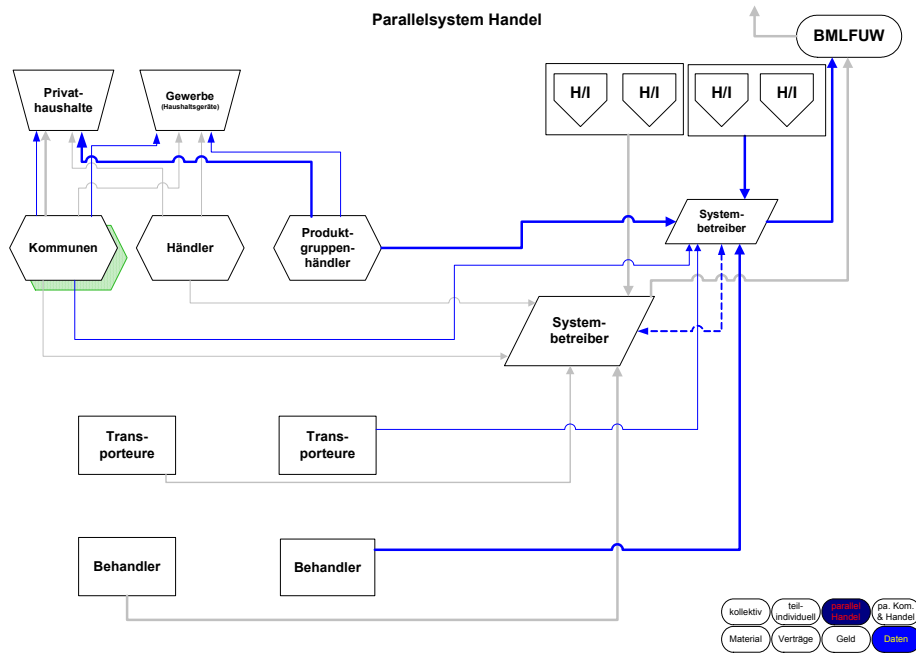 Parallelsystem Handel
BMLFUW
Privat-
haushalte
Gewerbe
(Haushaltsgeräte)
H/I
H/I
H/I
H/I
Kommunen
Händler
Produkt-
gruppen-
händler
System-
betreiber
System-
betreiber
Trans-
porteure
Trans-
porteure
Behandler
Behandler
kollektiv
teil-
individuell
parallel
Handel
pa. Kom.
& Handel
Material
Verträge
Geld
Daten